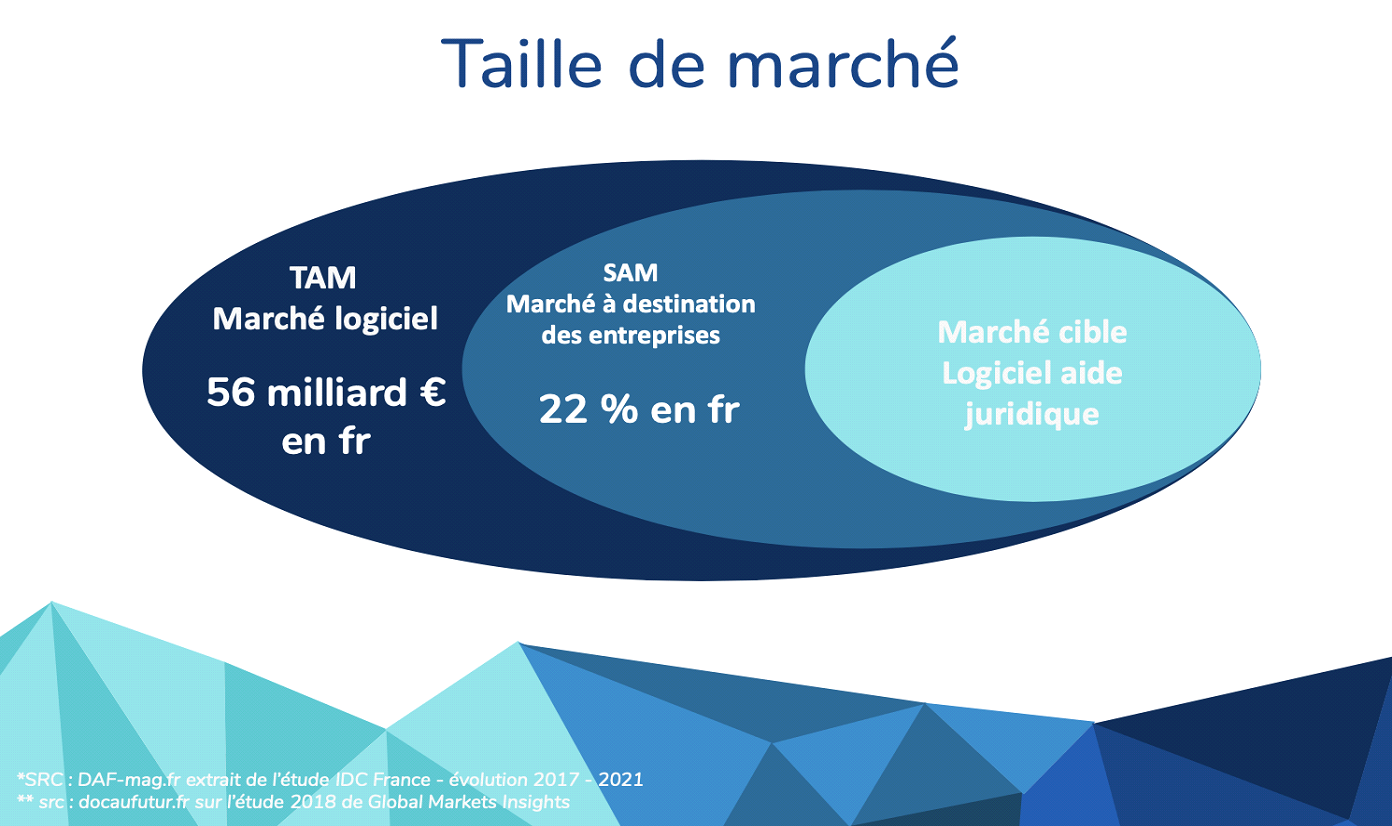 Taille de marché
TAM
Marché logiciel
56 milliard €
en fr
SAM
Marché à destination
des entreprises
22 % en fr
Marché cible
Logiciel aide
juridique
*SRC : DAF-mag.fr extrait de l'étude IDC France - évolution 2017 - 2021
** src : docaufutur.fr sur l'étude 2018 de Global Markets Insights